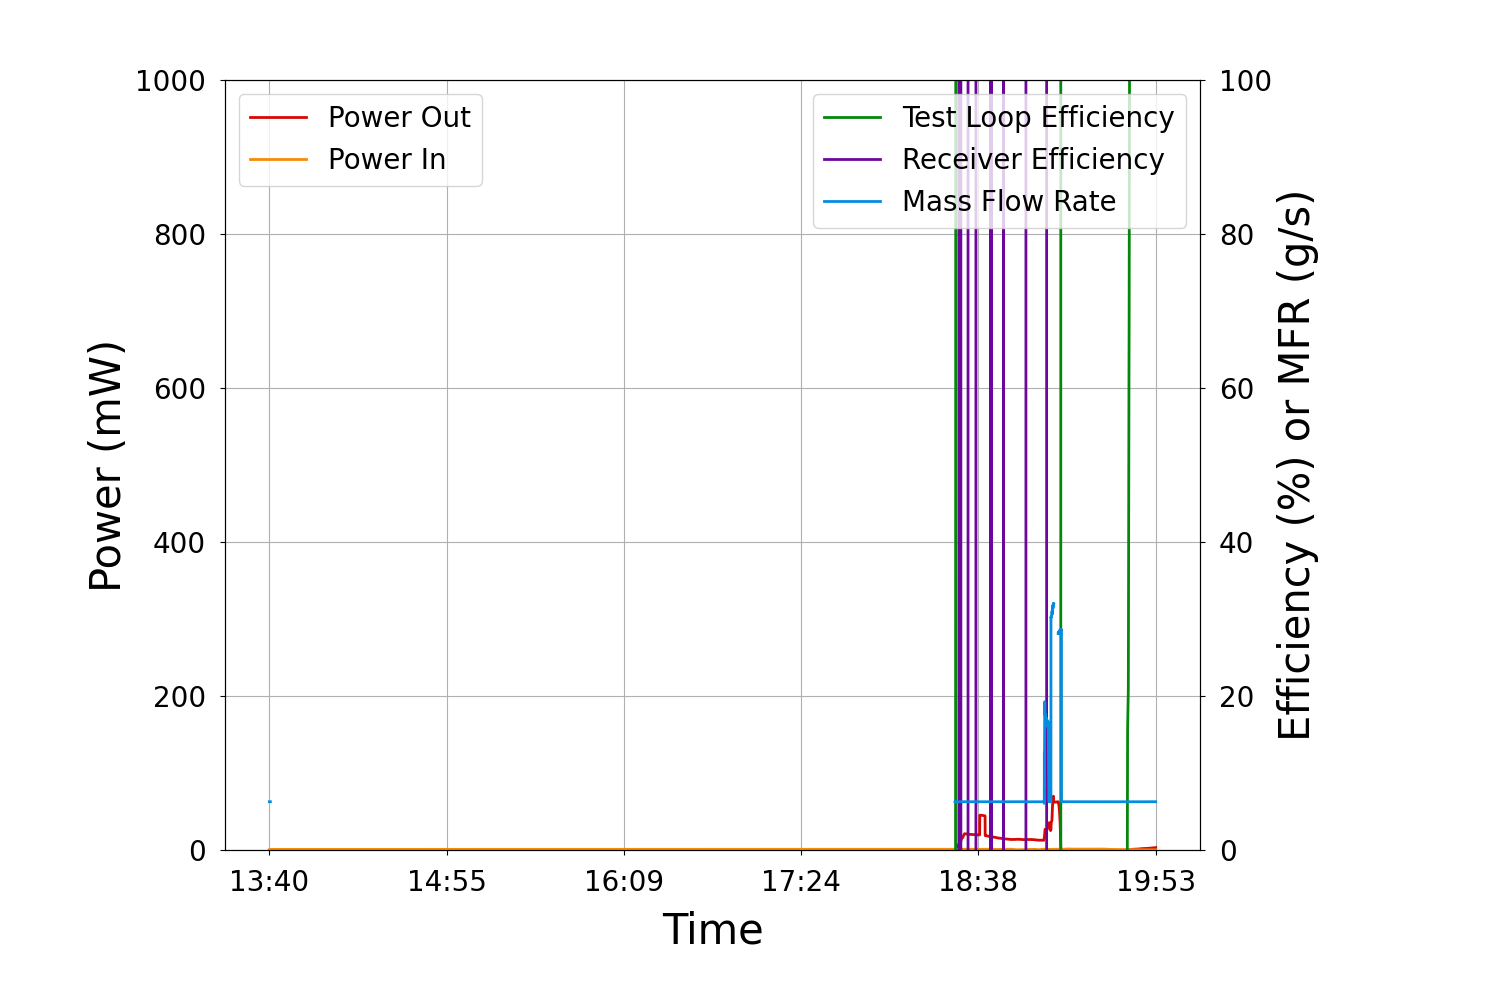 1000
800
600
400
200
0
Power (mW)
Power Out
Power In
Test Loop Efficiency
Receiver Efficiency
Mass Flow Rate
100
80
60
40
20
0
Efficiency (%) or MFR (g/s)
13:40 14:55 16:09 17:24 18:38 19:53
Time